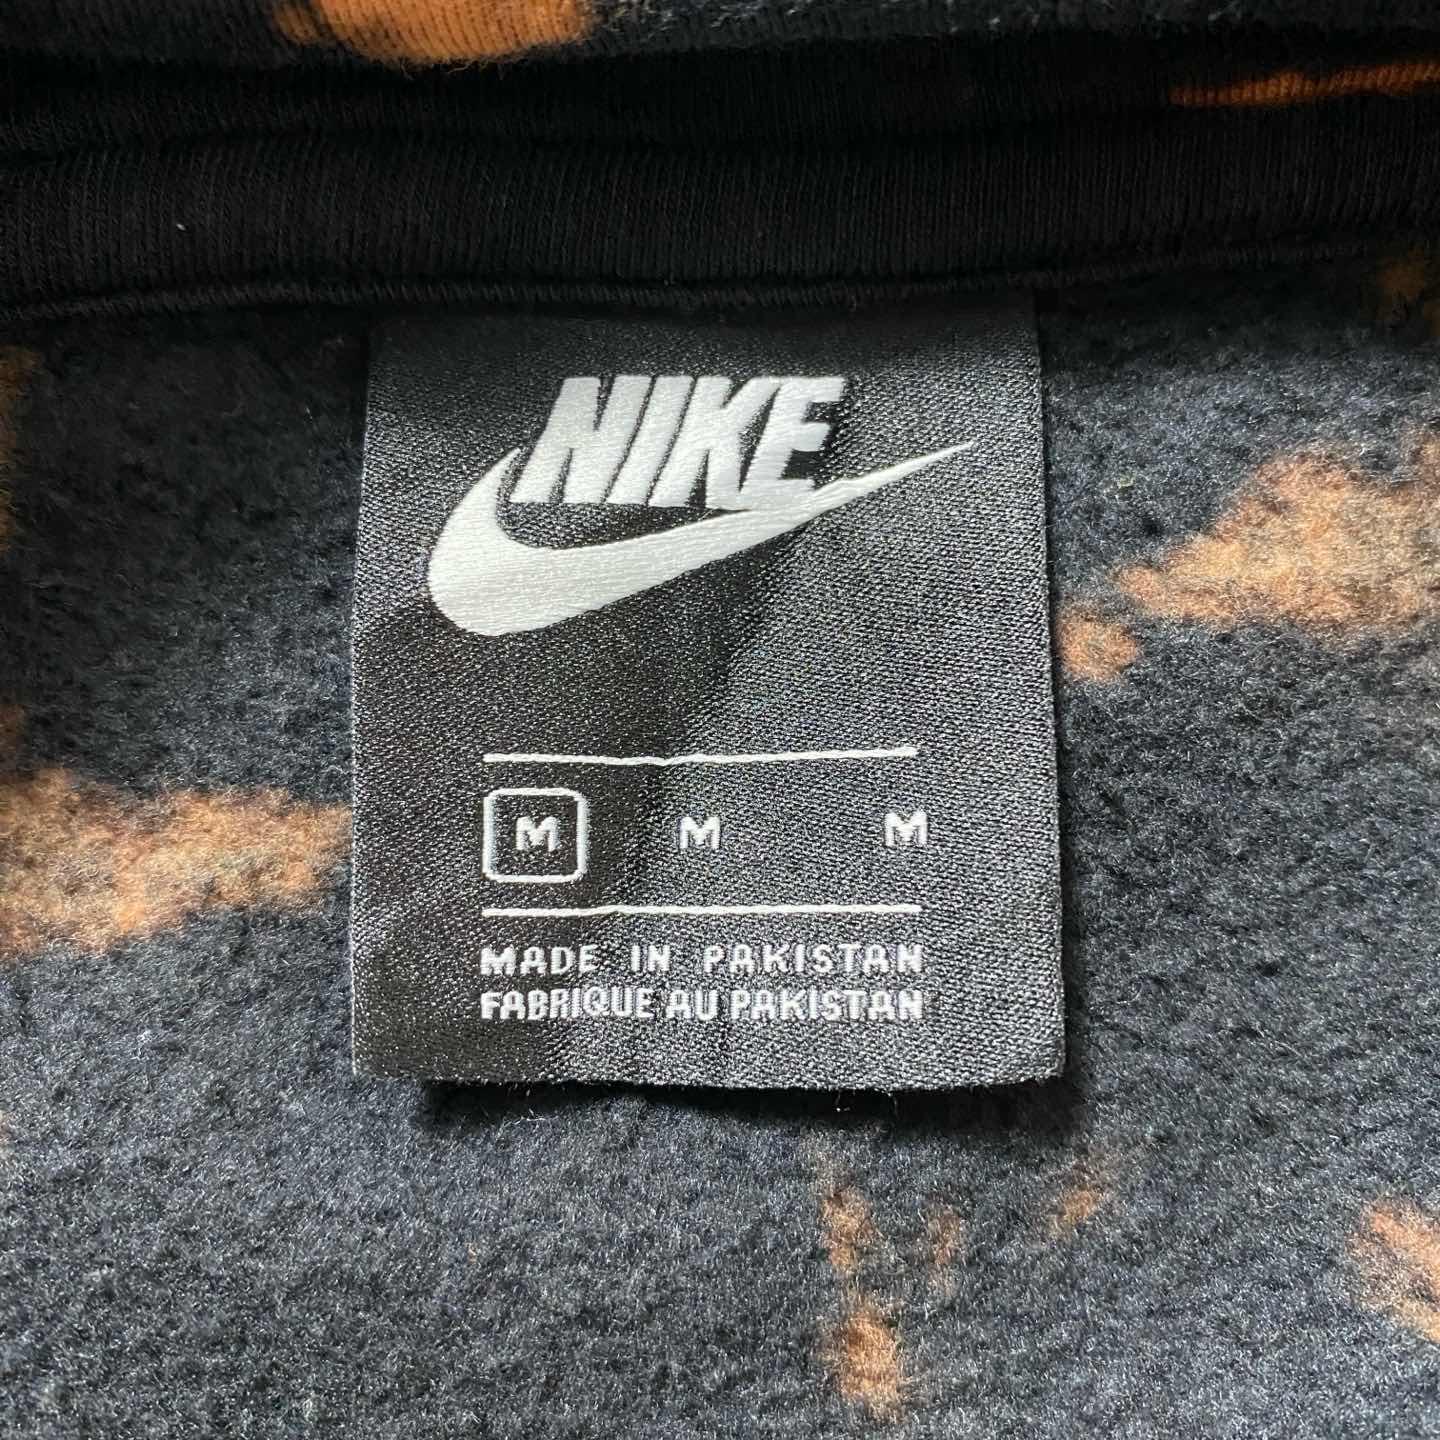 NIKE
M M M
MADE IN PAKISTAN
FABRIQUE AU PAKISTAN